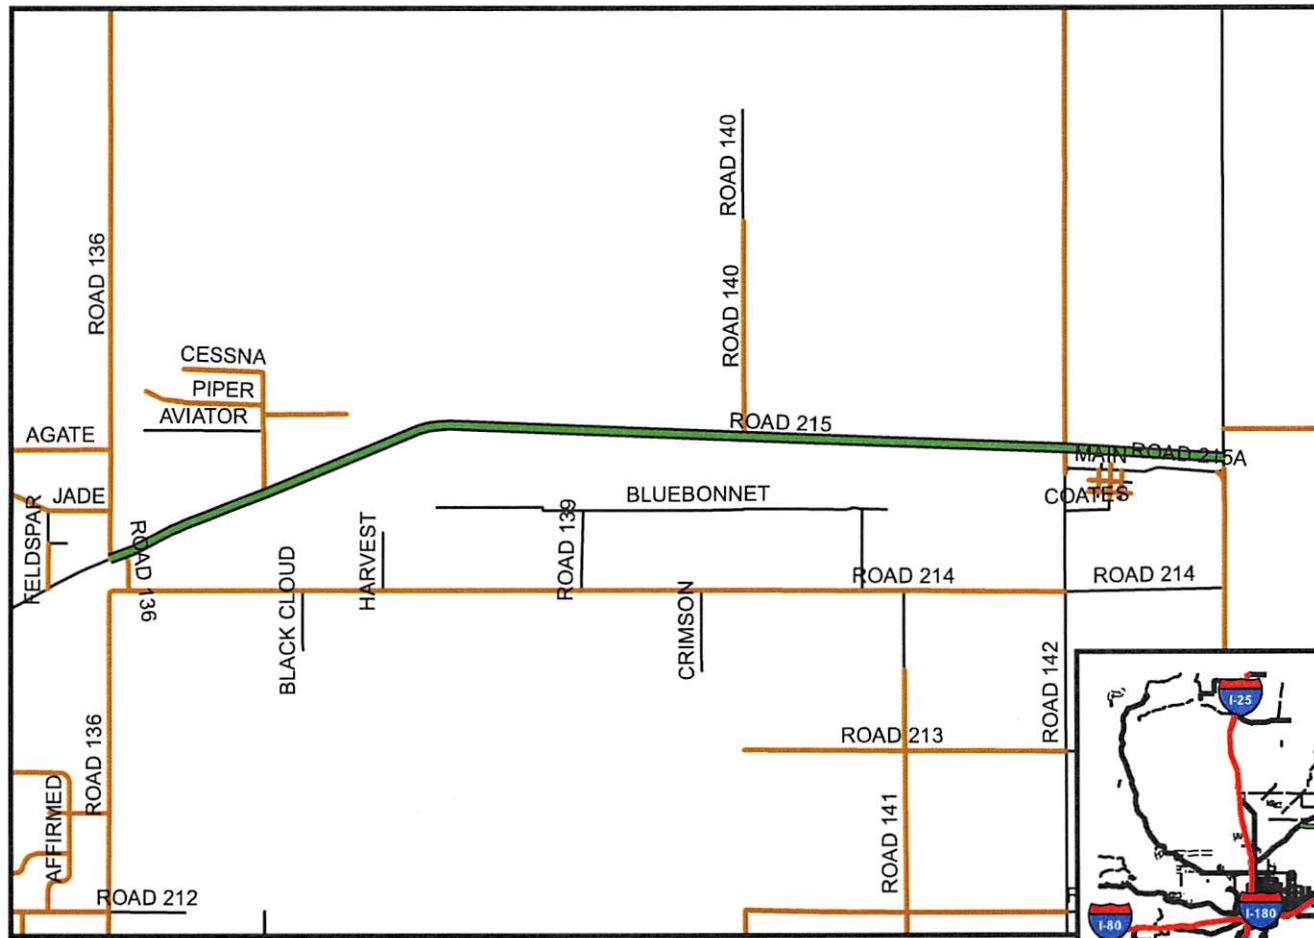 ROAD 140
ROAD 136
ROAD 140
CESSNA
PIPER
AVIATOR
AGATE
ROAD 215
MAIN
ROAD 215A
JADE
BLUEBONNET
COATES
FELDSPAR
ROAD 136
HARVEST
ROAD 139
ROAD 214
ROAD 214
BLACK CLOUD
CRIMSON
ROAD 142
I-25
ROAD 136
ROAD 213
AFFIRMED
ROAD 141
ROAD 212
I-180
I-80